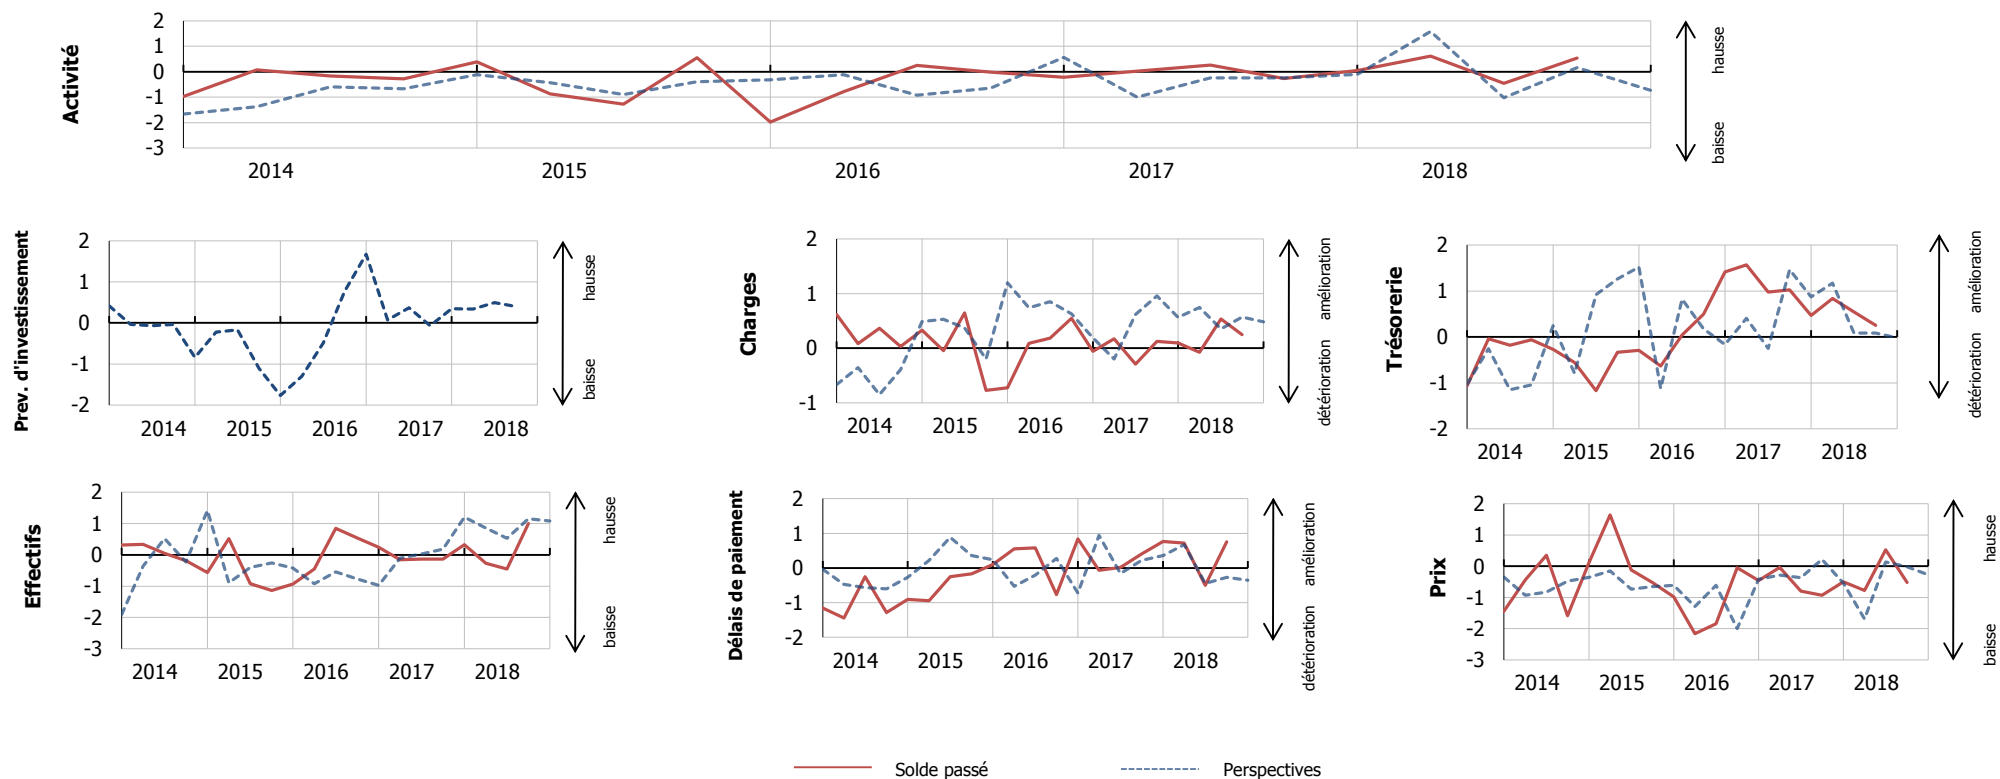 Activité
2
1
0
-1
-2
-3
2014 2015 2016 2017 2018
hausse
baisse
Prev. d'investissement
2
1
0
-1
-2
2014 2015 2016 2017 2018
hausse
baisse
Charges
2
1
0
-1
2014 2015 2016 2017 2018
amélioration
détérioration
Trésorerie
2
1
0
-1
-2
2014 2015 2016 2017 2018
amélioration
détérioration
Effectifs
2
1
0
-1
-2
-3
2014 2015 2016 2017 2018
hausse
baisse
Délais de paiement
2
1
0
-1
-2
2014 2015 2016 2017 2018
amélioration
détérioration
Prix
2
1
0
-1
-2
-3
2014 2015 2016 2017 2018
hausse
baisse
Solde passé Perspectives